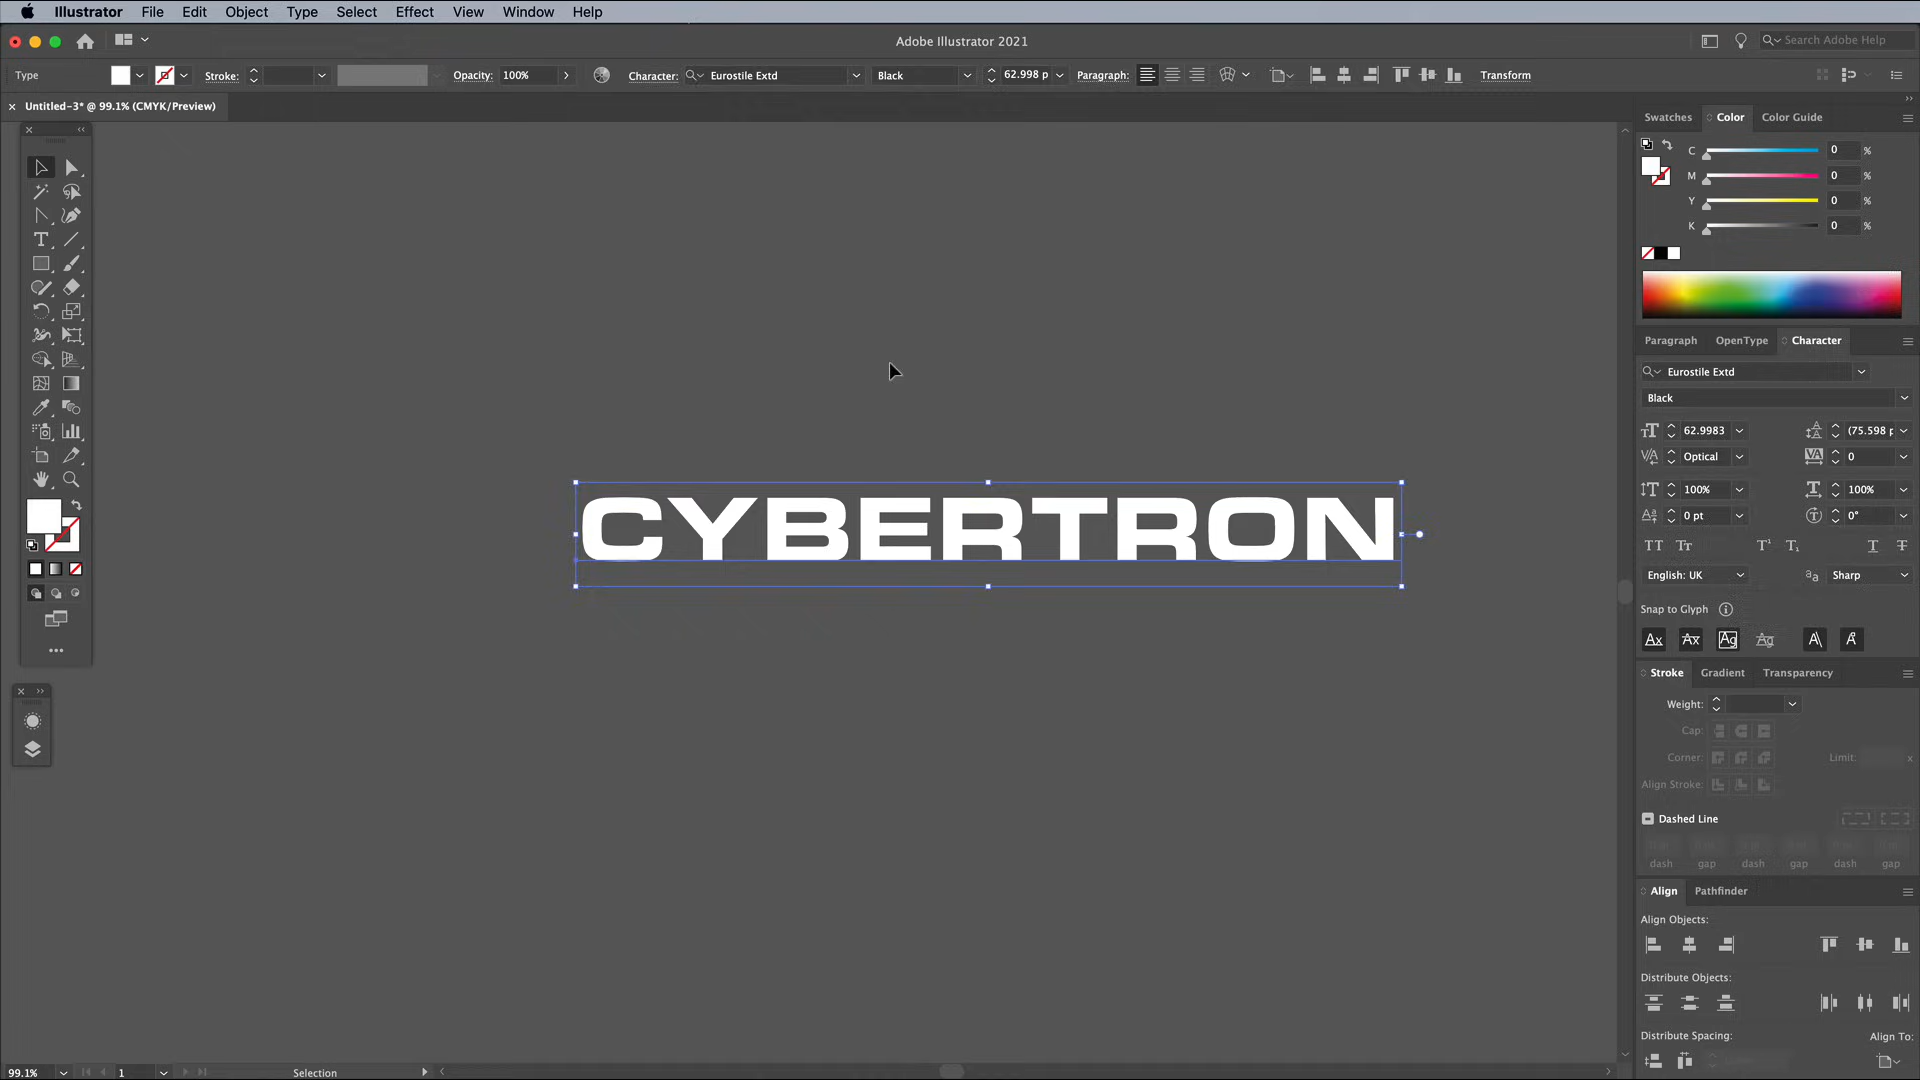 Illustrator File Edit Object Type Select Effect View Window Help
Adobe Illustrator 2021
Search Adobe Help
Type Stroke: Opacity: 100% Character: Eurostile Extd Black 62.998 p Paragraph: Transform
Untitled-3* @ 99.1% (CMYK/Preview)
Swatches Color Color Guide
C 0 %
M 0 %
Y 0 %
K 0 %
Paragraph OpenType Character
Eurostile Extd
Black
62.9983 (75.598 p
Optical 0
100% 100%
0 pt 0°
English: UK Sharp
Snap to Glyph
CYBERTRON
Stroke Gradient Transparency
Weight:
Cap:
Corner: Limit: x
Align Stroke:
Dashed Line
dash gap dash gap dash gap
Align Pathfinder
Align Objects:
Distribute Objects:
Distribute Spacing: Align To:
99.1% 1 Selection